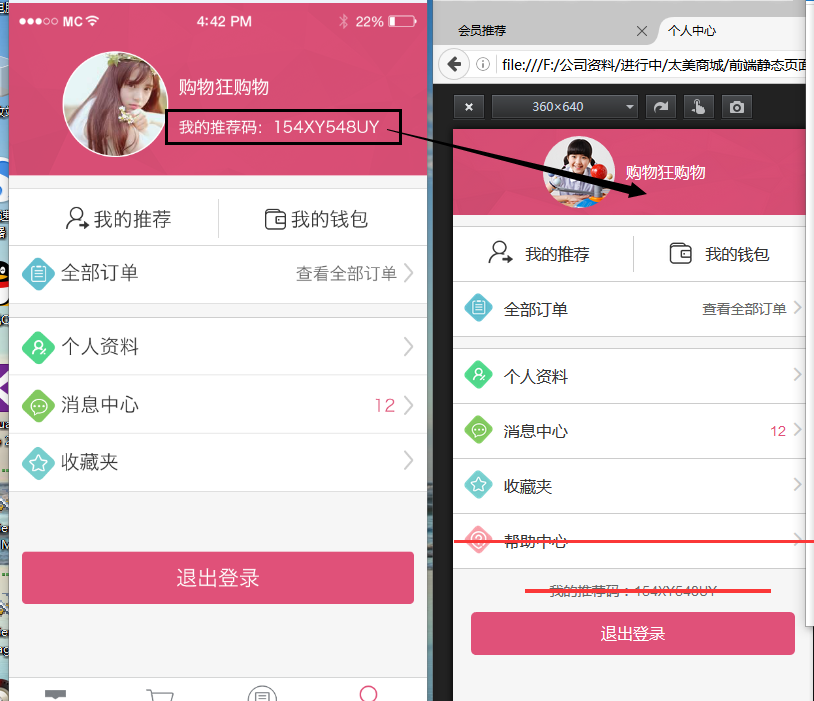 MC 4:42 PM 22%
购物狂购物
我的推荐码：154XY548UY
我的推荐
我的钱包
全部订单
查看全部订单
个人资料
消息中心
12
收藏夹
退出登录
会员推荐
个人中心
file:///F:/公司资料/进行中/太美商城/前端静态页面
360×640
购物狂购物
我的推荐
我的钱包
全部订单
查看全部订单
个人资料
消息中心
12
收藏夹
帮助中心
我的推荐码：154XY548UY
退出登录